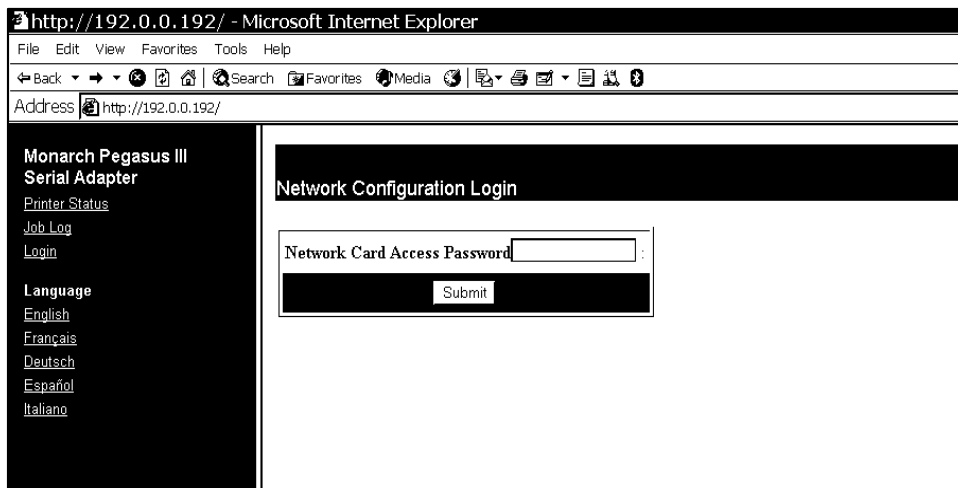 http://192.0.0.192/ - Microsoft Internet Explorer
File Edit View Favorites Tools Help
Back Search Favorites Media
Address http://192.0.0.192/
Monarch Pegasus III
Serial Adapter
Printer Status
Job Log
Login
Language
English
Français
Deutsch
Español
Italiano
Network Configuration Login
Network Card Access Password :
Submit